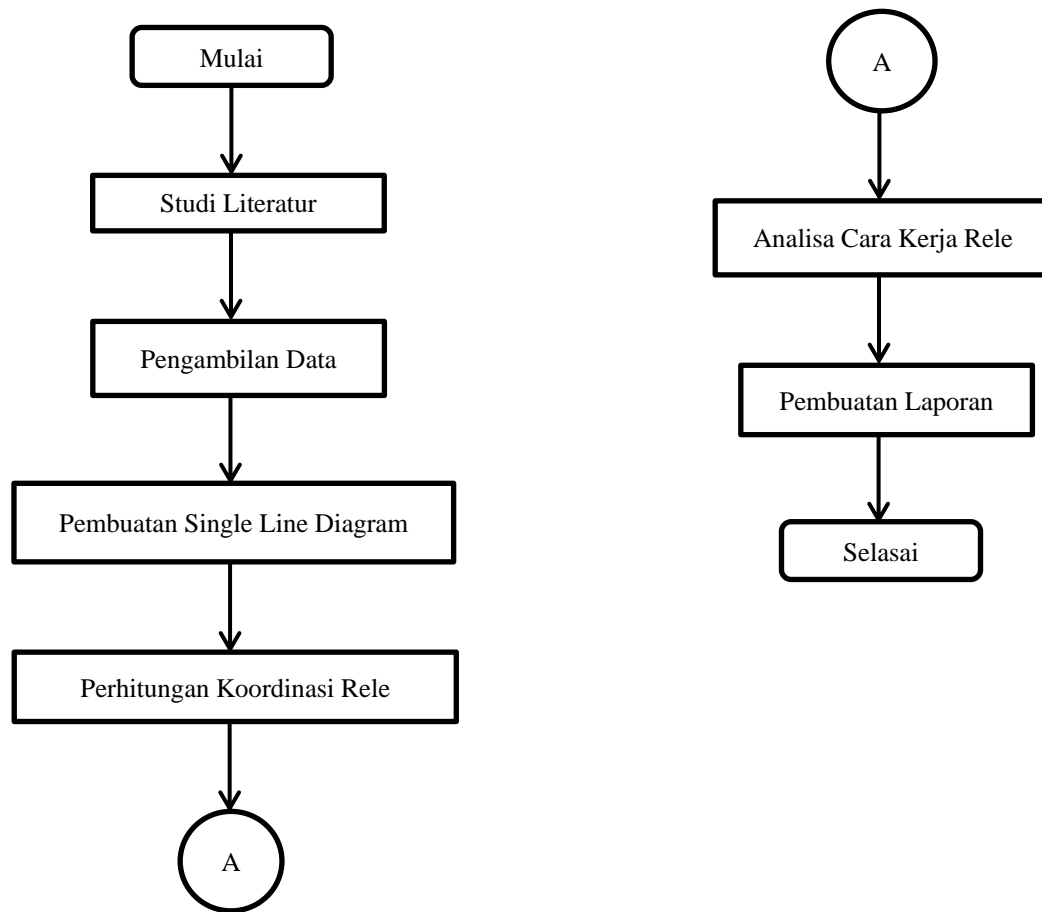 Mulai
Studi Literatur
Pengambilan Data
Pembuatan Single Line Diagram
Perhitungan Koordinasi Rele
A
A
Analisa Cara Kerja Rele
Pembuatan Laporan
Selasai